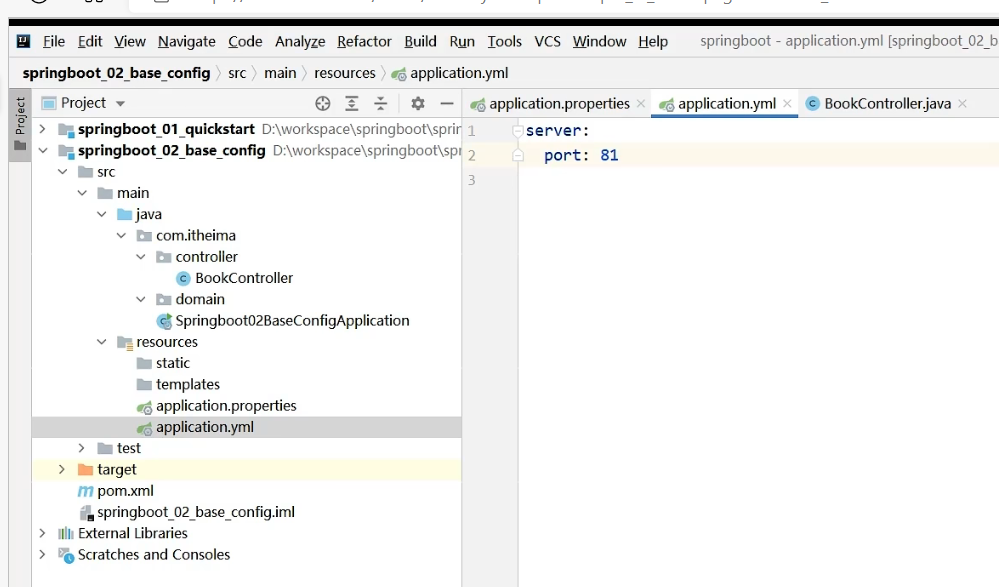 File Edit View Navigate Code Analyze Refactor Build Run Tools VCS Window Help springboot - application.yml [springboot_02_b
springboot_02_base_config src main resources application.yml
Project
Project
application.properties application.yml BookController.java
springboot_01_quickstart D:\workspace\springboot\sprin
springboot_02_base_config D:\workspace\springboot\sp
src
main
java
com.itheima
controller
BookController
domain
Springboot02BaseConfigApplication
resources
static
templates
application.properties
application.yml
test
target
pom.xml
springboot_02_base_config.iml
External Libraries
Scratches and Consoles
1 server:
2 port: 81
3